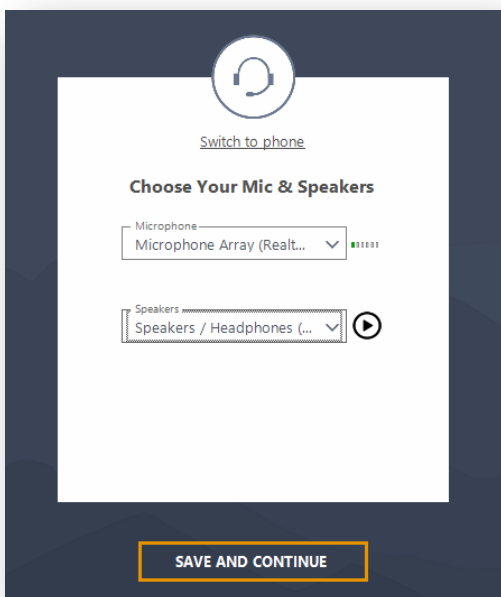 Switch to phone
Choose Your Mic & Speakers
Microphone
Microphone Array (Realt...
Speakers
Speakers / Headphones (...
SAVE AND CONTINUE